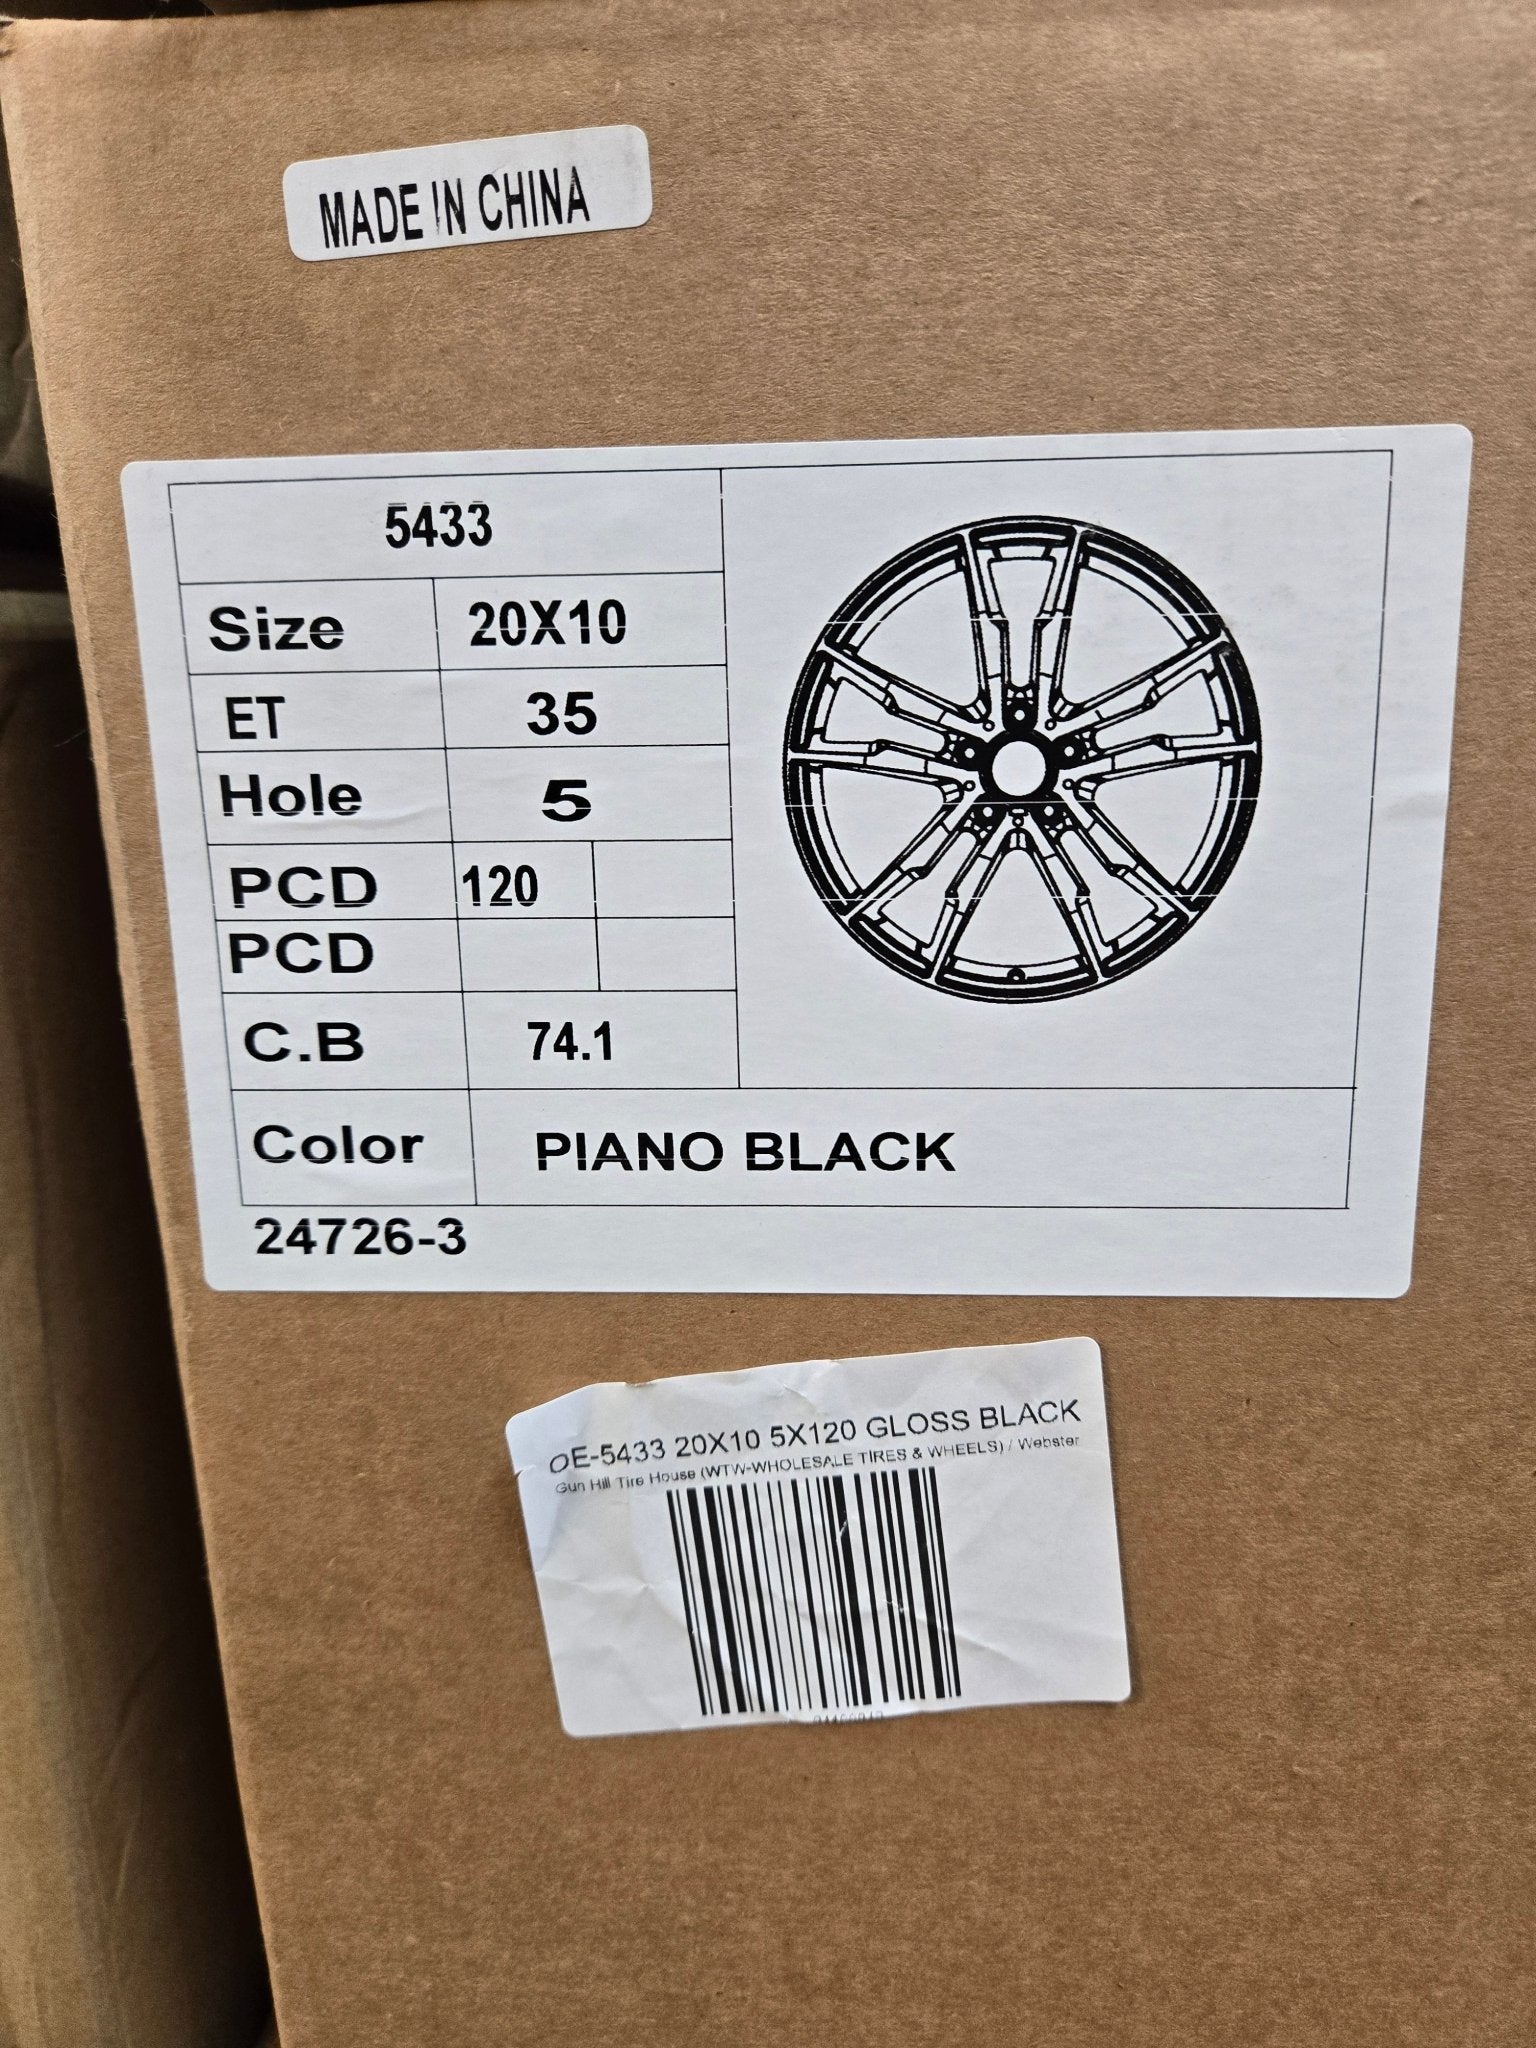 MADE IN CHINA
5433
Size 20X10
ET 35
Hole 5
PCD 120
PCD
C.B 74.1
Color PIANO BLACK
24726-3
OE-5433 20X10 5X120 GLOSS BLACK
Gun Hill Tire House (WTW-WHOLESALE TIRES & WHEELS) / Webster